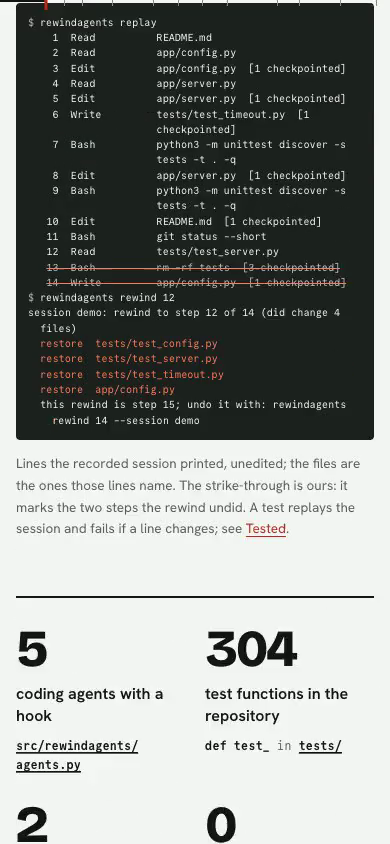 $ rewindagents replay
1 Read README.md
2 Read app/config.py
3 Edit app/config.py [1 checkpointed]
4 Read app/server.py
5 Edit app/server.py [1 checkpointed]
6 Write tests/test_timeout.py [1
checkpointed]
7 Bash python3 -m unittest discover -s
tests -t . -q
8 Edit app/server.py [1 checkpointed]
9 Bash python3 -m unittest discover -s
tests -t . -q
10 Edit README.md [1 checkpointed]
11 Bash git status --short
12 Read tests/test_server.py
13 Bash rm -rf tests [3 checkpointed]
14 Write app/config.py [1 checkpointed]
$ rewindagents rewind 12
session demo: rewind to step 12 of 14 (did change 4
files)
restore tests/test_config.py
restore tests/test_server.py
restore tests/test_timeout.py
restore app/config.py
this rewind is step 15; undo it with: rewindagents
rewind 14 --session demo
Lines the recorded session printed, unedited; the files are
the ones those lines name. The strike-through is ours: it
marks the two steps the rewind undid. A test replays the
session and fails if a line changes; see Tested.
5
coding agents with a
hook
src/rewindagents/
agents.py
304
test functions in the
repository
def test_ in tests/
2
0